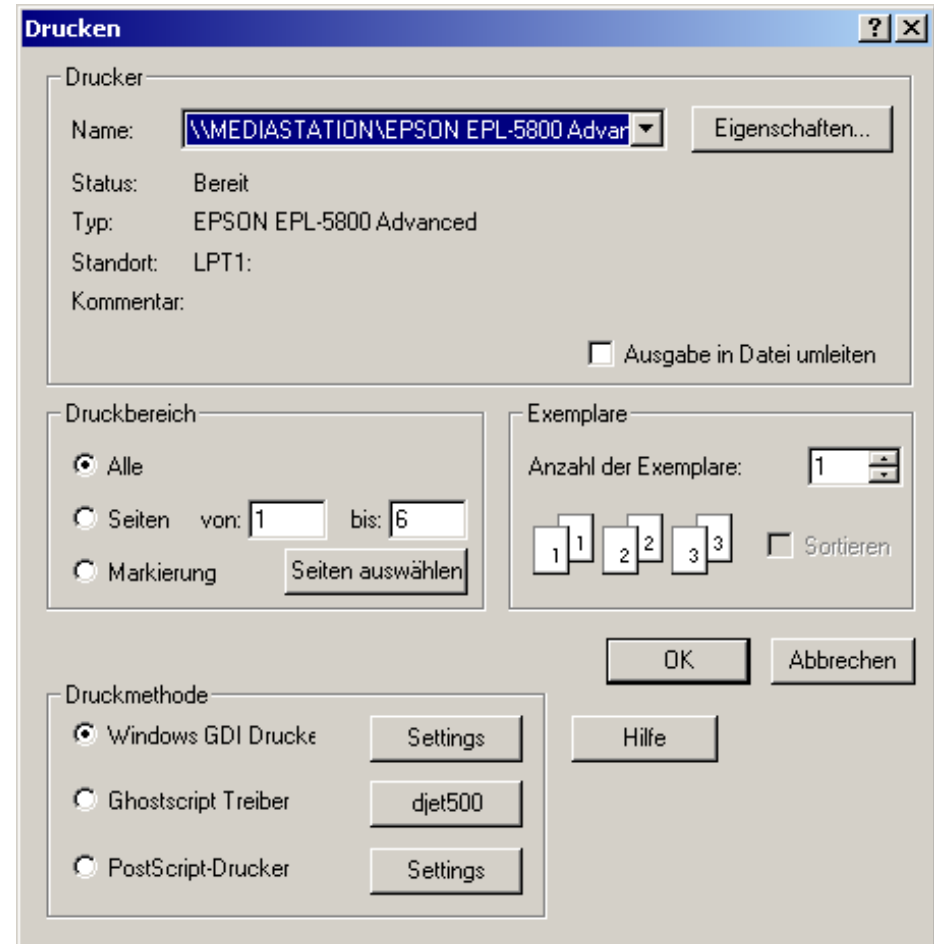 Drucken
Drucker
Name: \\MEDIASTATION\EPSON EPL-5800 Advar Eigenschaften...
Status: Bereit
Typ: EPSON EPL-5800 Advanced
Standort: LPT1:
Kommentar:
Ausgabe in Datei umleiten
Druckbereich
Alle
Seiten von: 1 bis: 6
Markierung Seiten auswählen
Exemplare
Anzahl der Exemplare: 1
1 1 2 2 3 3 Sortieren
OK Abbrechen
Druckmethode
Windows GDI Drucke Settings
Hilfe
Ghostscript Treiber djet500
PostScript-Drucker Settings